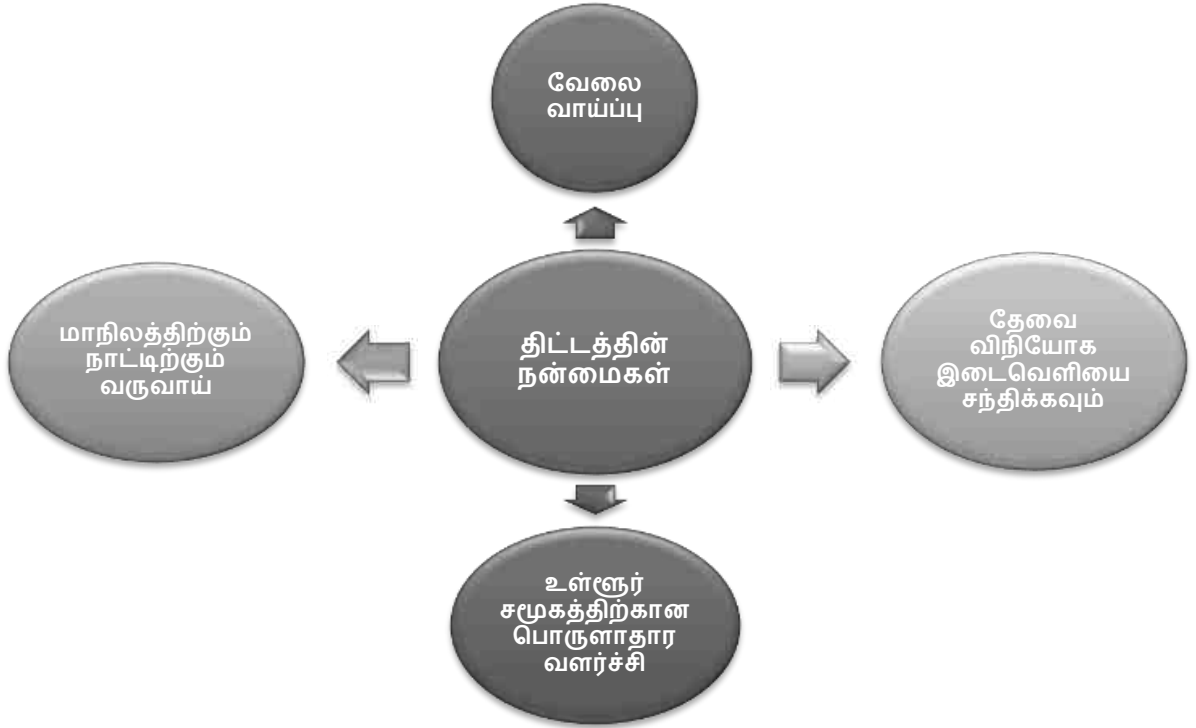 வேலை
வாய்ப்பு
மாநிலத்திற்கும்
நாட்டிற்கும்
வருவாய்
திட்டத்தின்
நன்மைகள்
தேவை
விநியோக
இடைவெளியை
சந்திக்கவும்
உள்ளூர்
சமூகத்திற்கான
பொருளாதார
வளர்ச்சி